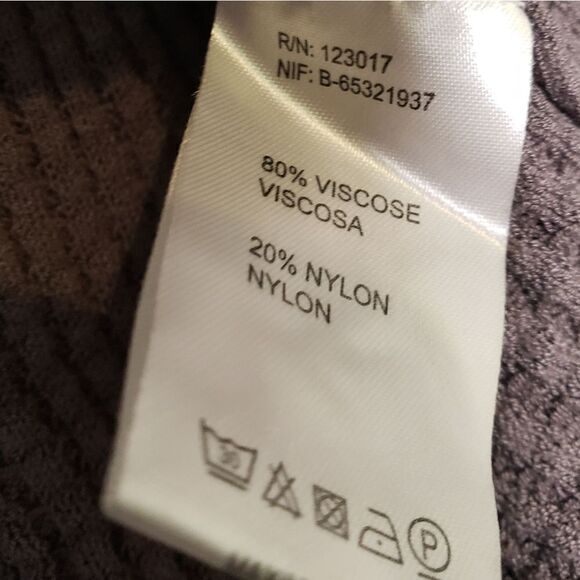 R/N: 123017
NIF: B-65321937
80% VISCOSE
VISCOSA
20% NYLON
NYLON
30
P